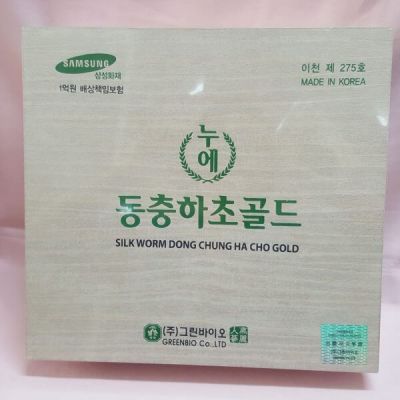 SAMSUNG
삼성화재
1억원 배상책임보험
이천 제 275호
MADE IN KOREA
누에
동충하초골드
SILK WORM DONG CHUNG HA CHO GOLD
(주)그린바이오
GREENBIO Co.,LTD